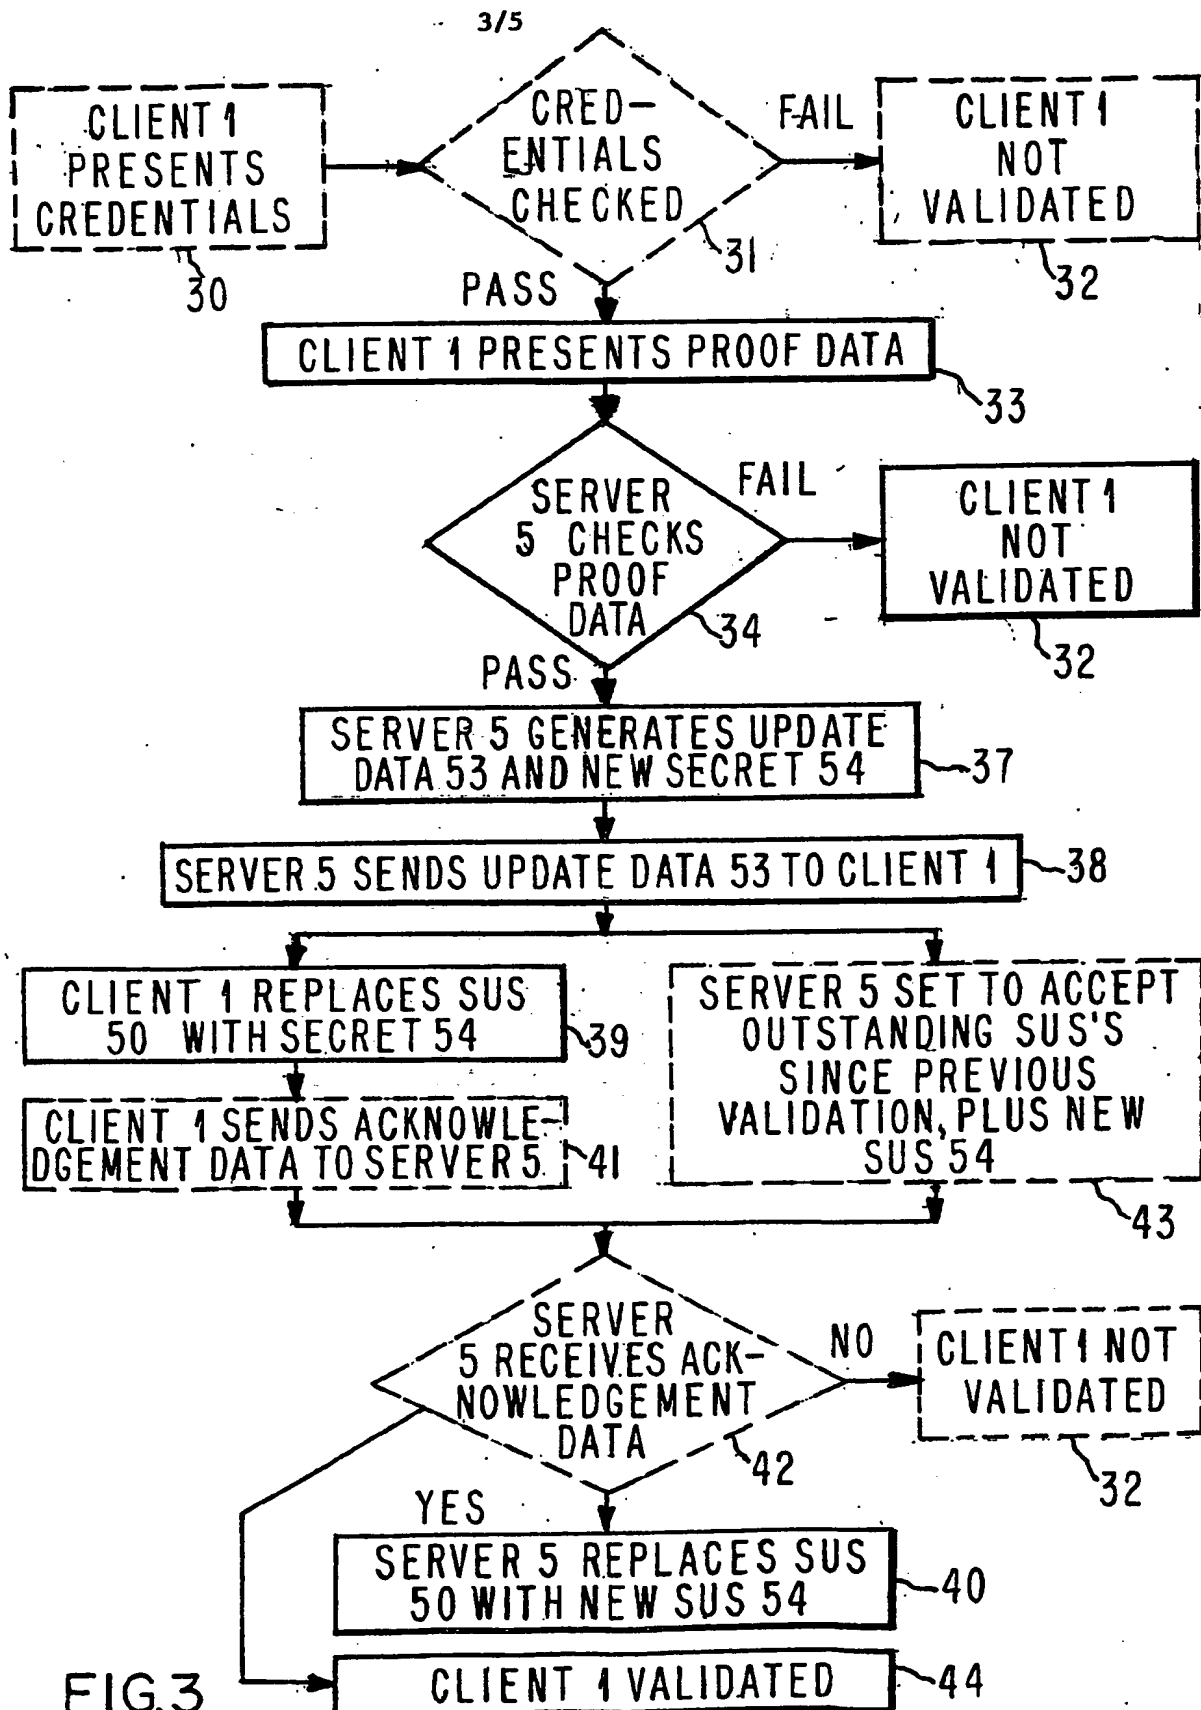 3/5
CLIENT 1
PRESENTS
CREDENTIALS
30
CRED-
ENTIALS
CHECKED
31
FAIL
CLIENT 1
NOT
VALIDATED
32
PASS
CLIENT 1 PRESENTS PROOF DATA
33
SERVER
5 CHECKS
PROOF
DATA
34
FAIL
CLIENT 1
NOT
VALIDATED
32
PASS
SERVER 5 GENERATES UPDATE
DATA 53 AND NEW SECRET 54
37
SERVER 5 SENDS UPDATE DATA 53 TO CLIENT 1
38
CLIENT 1 REPLACES SUS
50 WITH SECRET 54
39
CLIENT 1 SENDS ACKNOWLE-
DGEMENT DATA TO SERVER 5
41
SERVER 5 SET TO ACCEPT
OUTSTANDING SUS'S
SINCE PREVIOUS
VALIDATION, PLUS NEW
SUS 54
43
SERVER
5 RECEIVES ACK-
NOWLEDGEMENT
DATA
42
NO
CLIENT 1 NOT
VALIDATED
32
YES
SERVER 5 REPLACES SUS
50 WITH NEW SUS 54
40
CLIENT 1 VALIDATED
44
FIG.3